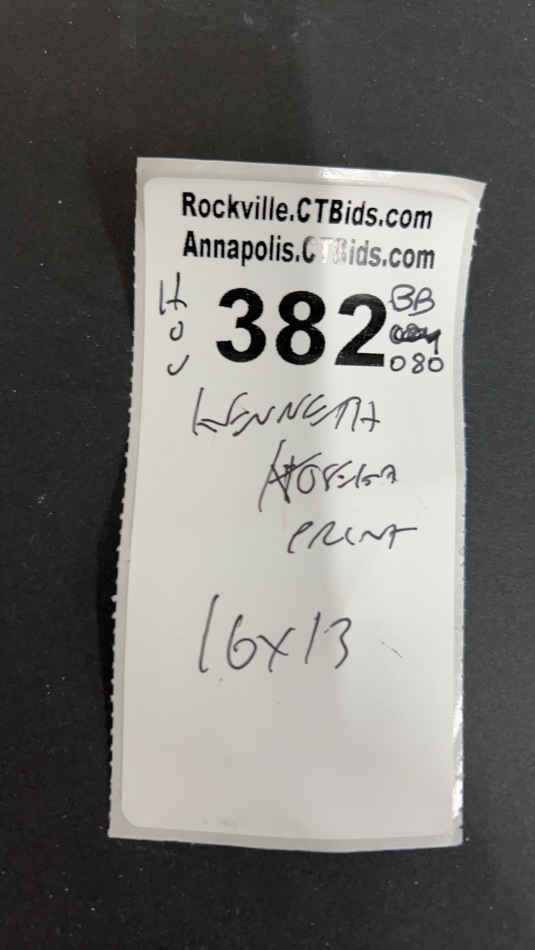 Rockville.CTBids.com
Annapolis.CTBids.com
H
O
U
382
BB
080
KENNETH
PRINT
16x13